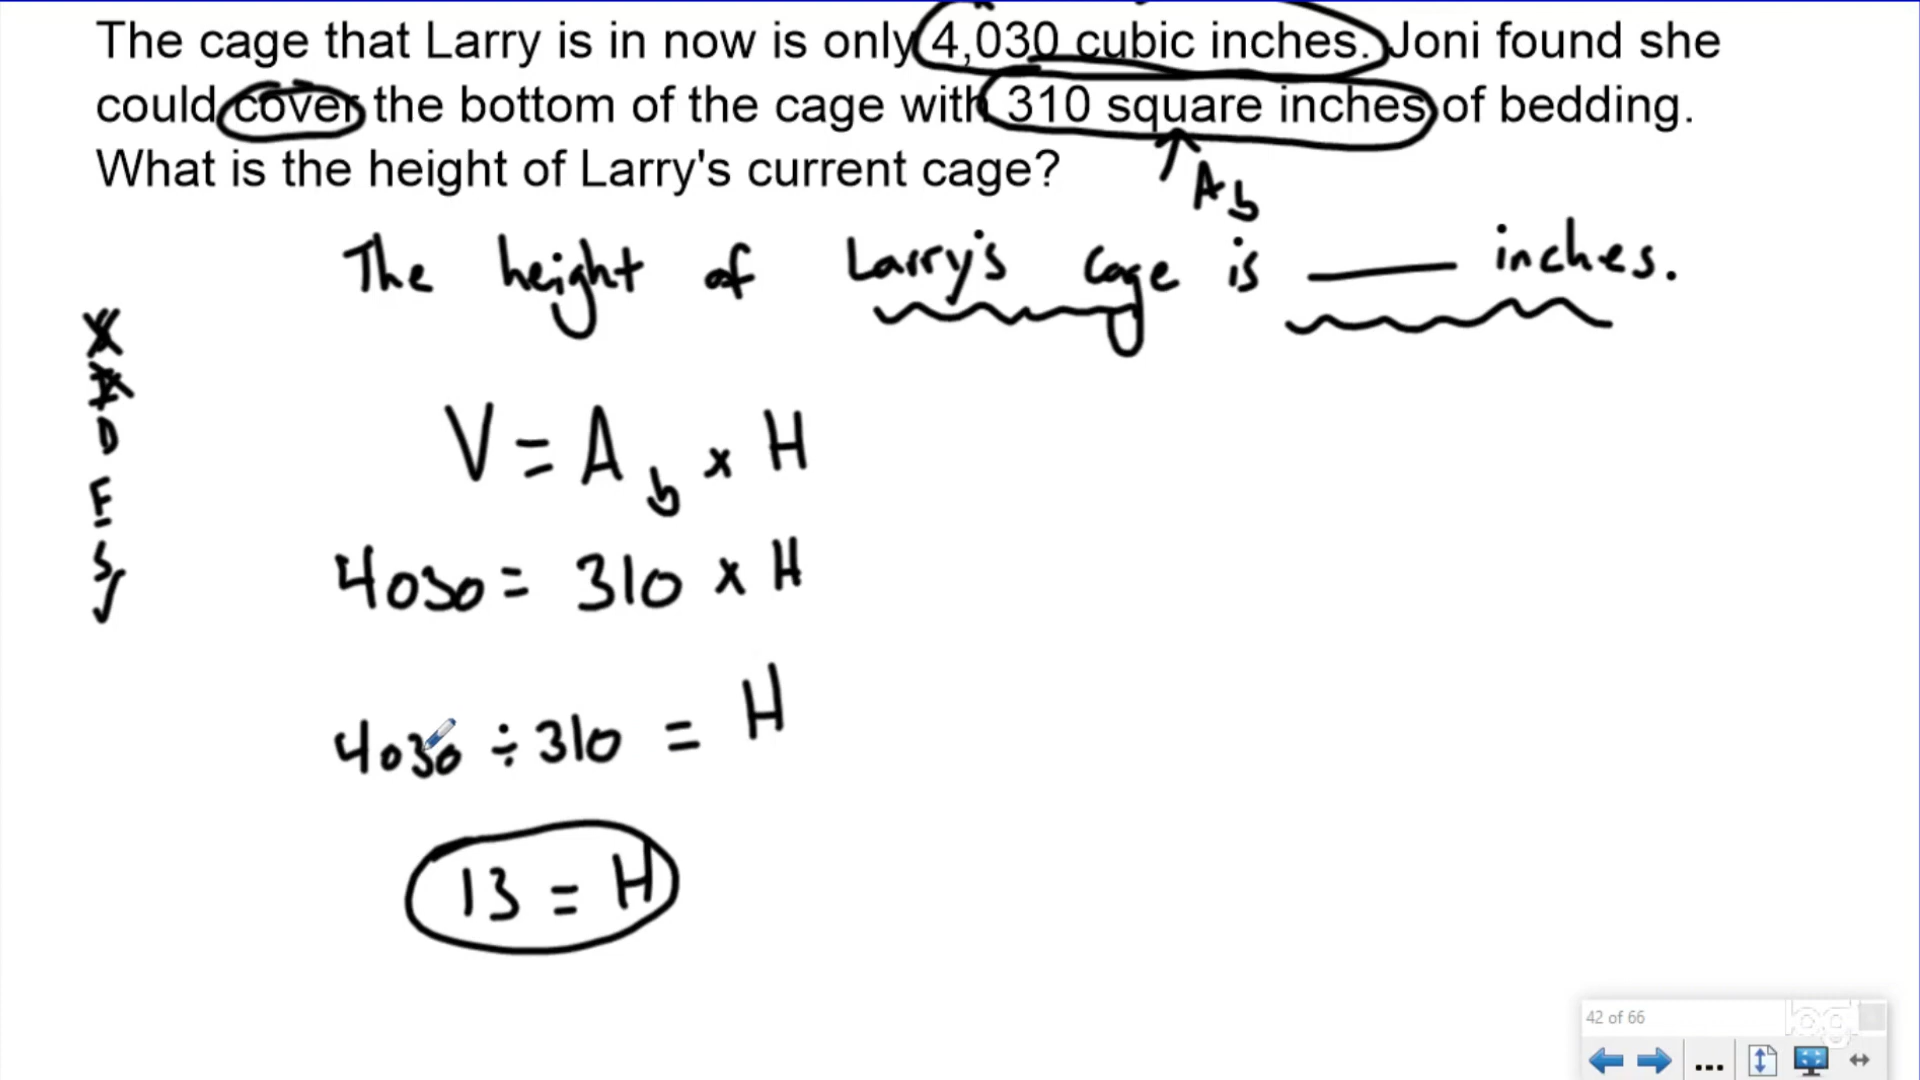 The cage that Larry is in now is only 4,030 cubic inches. Joni found she
could cover the bottom of the cage with 310 square inches of bedding.
What is the height of Larry's current cage?
Ab
The height of Larry's cage is ____ inches.
D
E
S
V = Ab x H
4030 = 310 x H
4030 ÷ 310 = H
13 = H
42 of 66